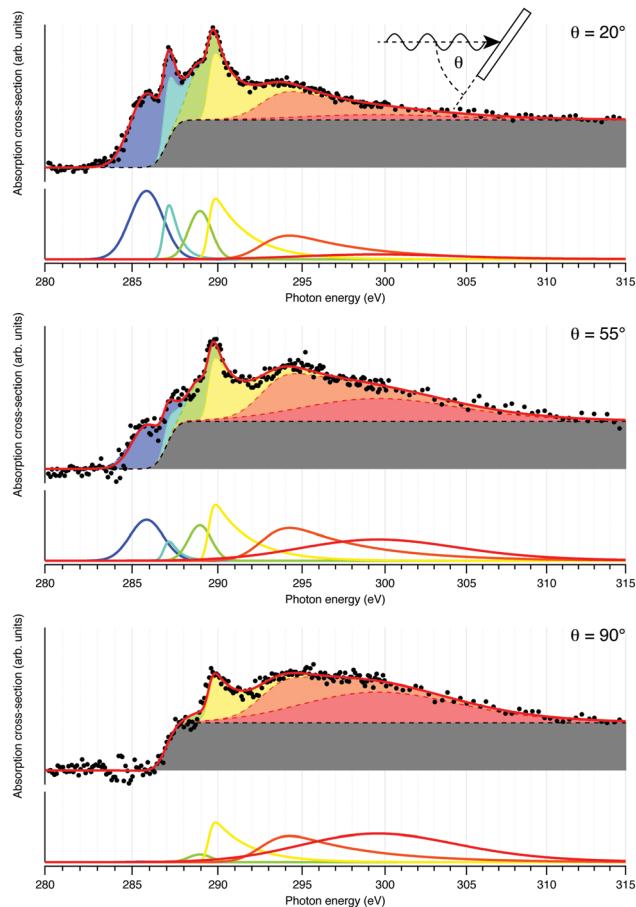 θ = 20°
θ
Absorption cross-section (arb. units)
280 285 290 295 300 305 310 315
Photon energy (eV)
θ = 55°
Absorption cross-section (arb. units)
280 285 290 295 300 305 310 315
Photon energy (eV)
θ = 90°
Absorption cross-section (arb. units)
280 285 290 295 300 305 310 315
Photon energy (eV)